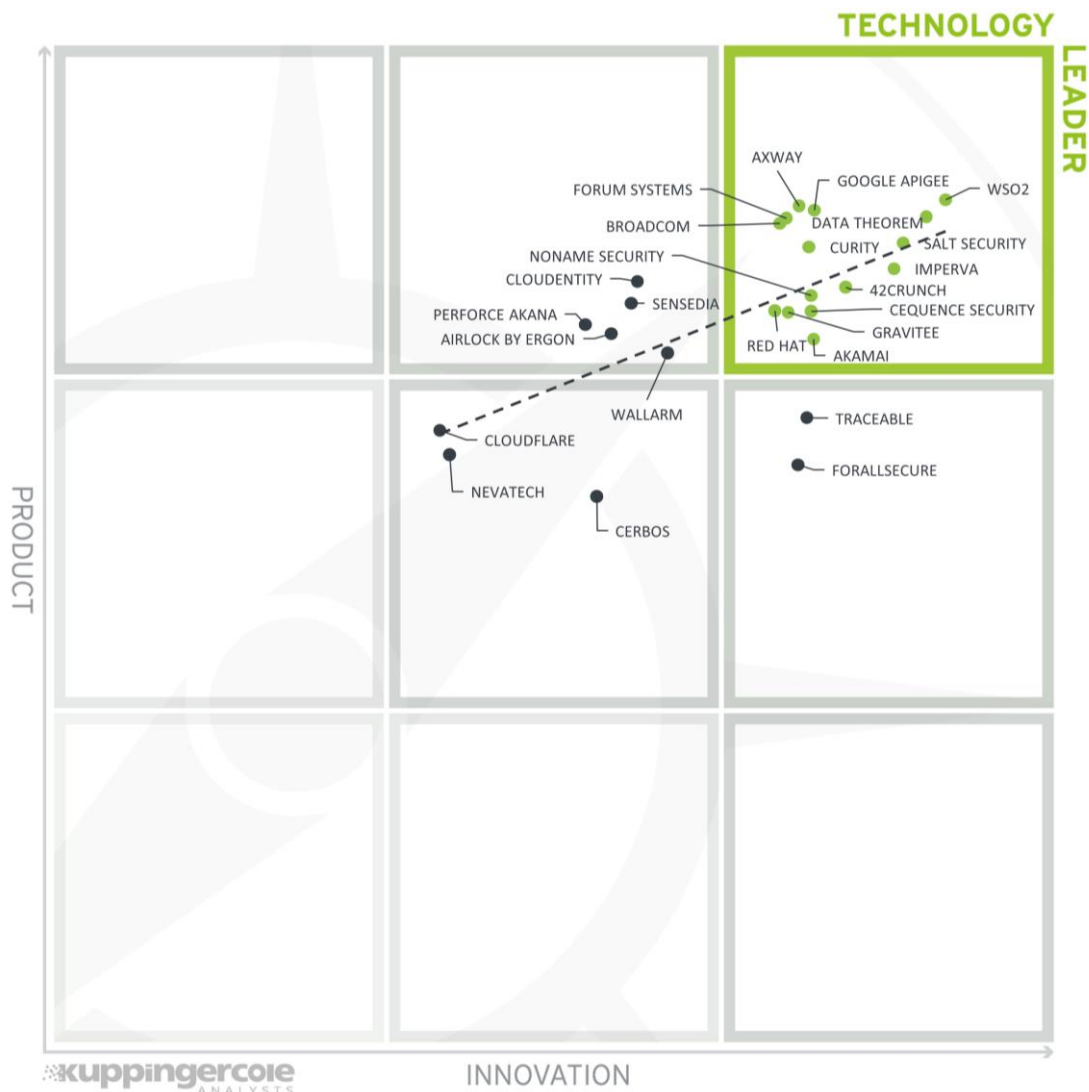 TECHNOLOGY
LEADER
AXWAY
GOOGLE APIGEE
FORUM SYSTEMS
WSO2
BROADCOM
DATA THEOREM
CURITY
SALT SECURITY
NONAME SECURITY
IMPERVA
CLOUDENTITY
42CRUNCH
SENSEDIA
CEQUENCE SECURITY
PERFORCE AKANA
GRAVITEE
AIRLOCK BY ERGON
RED HAT
AKAMAI
WALLARM
TRACEABLE
CLOUDFLARE
FORALLSECURE
NEVATECH
CERBOS
PRODUCT
INNOVATION
kuppingercole
ANALYSTS